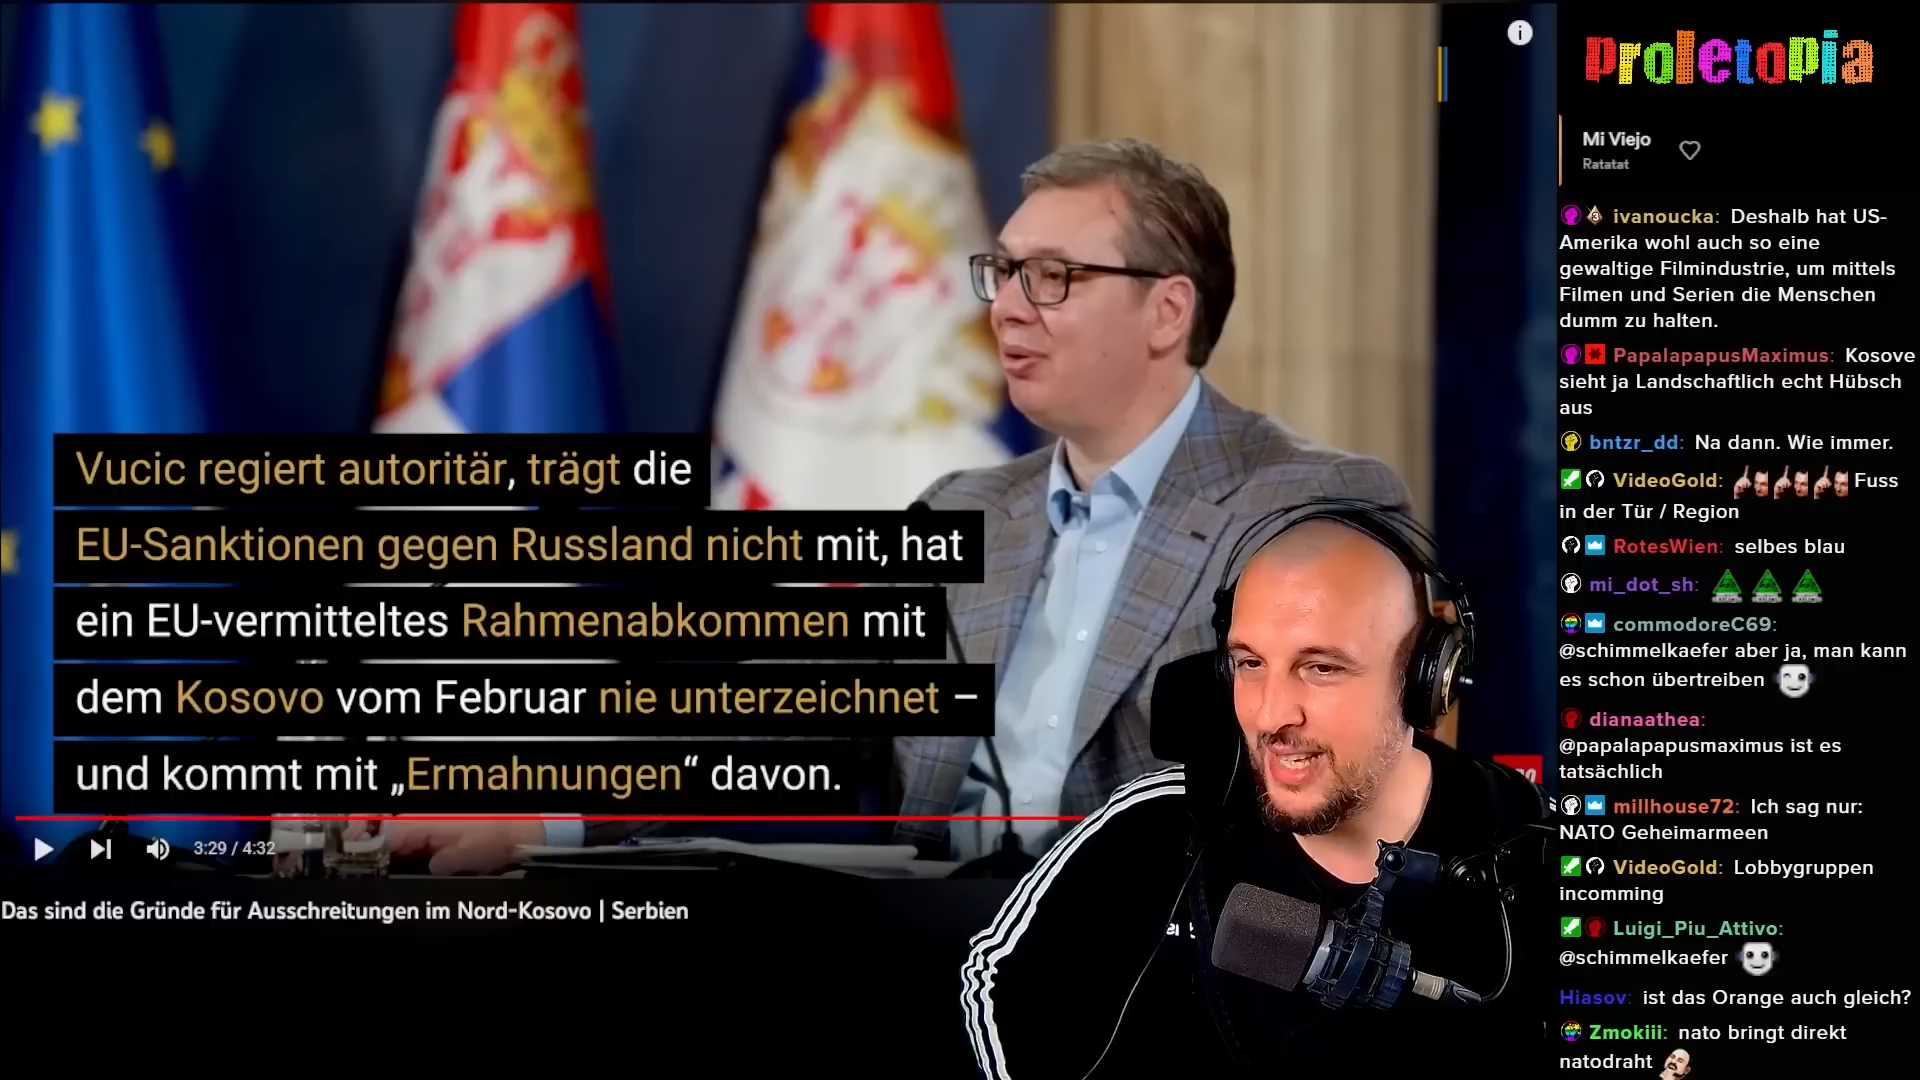 Vucic regiert autoritär, trägt die
EU-Sanktionen gegen Russland nicht mit, hat
ein EU-vermitteltes Rahmenabkommen mit
dem Kosovo vom Februar nie unterzeichnet –
und kommt mit „Ermahnungen“ davon.
3:29 / 4:32
Das sind die Gründe für Ausschreitungen im Nord-Kosovo | Serbien
Proletopia
Mi Viejo
Ratatat
ivanoucka: Deshalb hat US-
Amerika wohl auch so eine
gewaltige Filmindustrie, um mittels
Filmen und Serien die Menschen
dumm zu halten.
PapalapapusMaximus: Kosove
sieht ja Landschaftlich echt Hübsch
aus
bntzr_dd: Na dann. Wie immer.
VideoGold: Fuss
in der Tür / Region
RotesWien: selbes blau
mi_dot_sh:
commodoreC69:
@schimmelkaefer aber ja, man kann
es schon übertreiben
dianaathea:
@papalapapusmaximus ist es
tatsächlich
millhouse72: Ich sag nur:
NATO Geheimarmeen
VideoGold: Lobbygruppen
incoming
Luigi_Piu_Attivo:
@schimmelkaefer
Hiasov: ist das Orange auch gleich?
Zmokiii: nato bringt direkt
natodraht